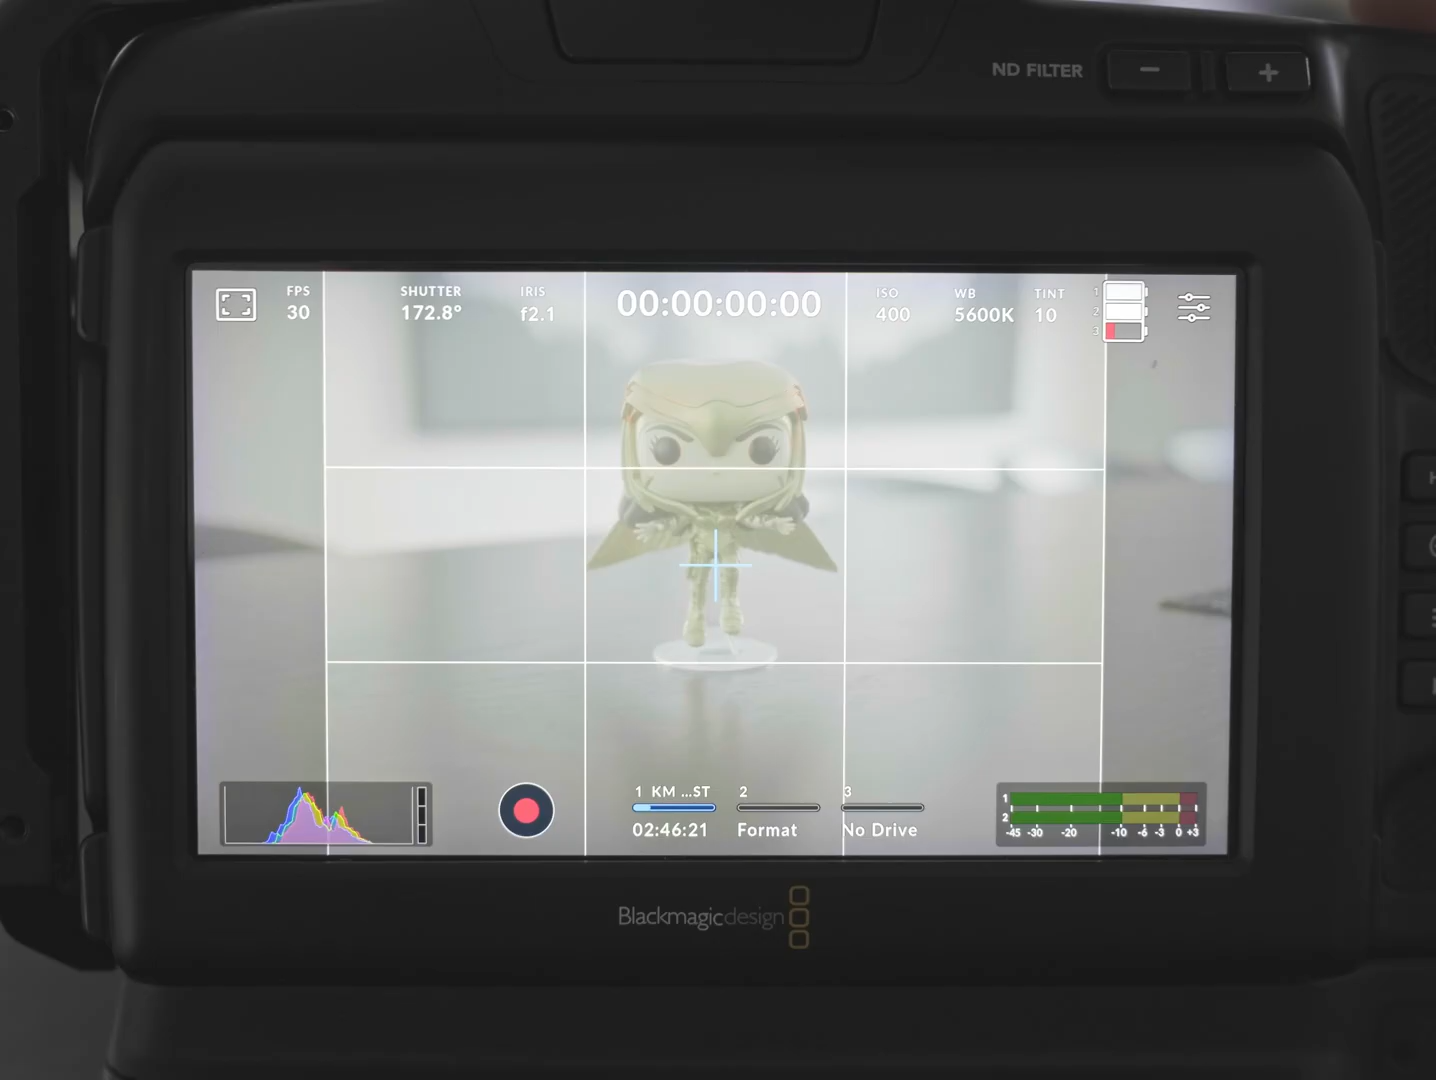 ND FILTER − +
FPS SHUTTER IRIS 00:00:00:00 ISO WB TINT 1
30 172.8° f2.1 400 5600K 10 2
3
1 KM ...ST 2 3
02:46:21 Format No Drive
1
2
-45 -30 -20 -10 -6 -3 0 +3
Blackmagicdesign